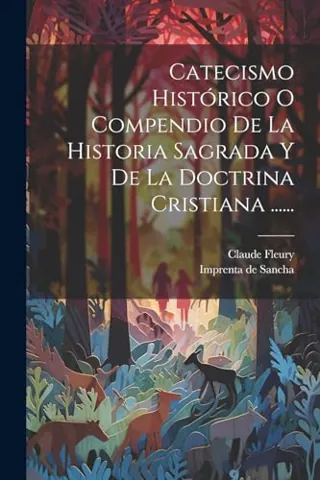 Catecismo
Histórico O
Compendio De La
Historia Sagrada Y
De La Doctrina
Cristiana ......
Claude Fleury
Imprenta de Sancha